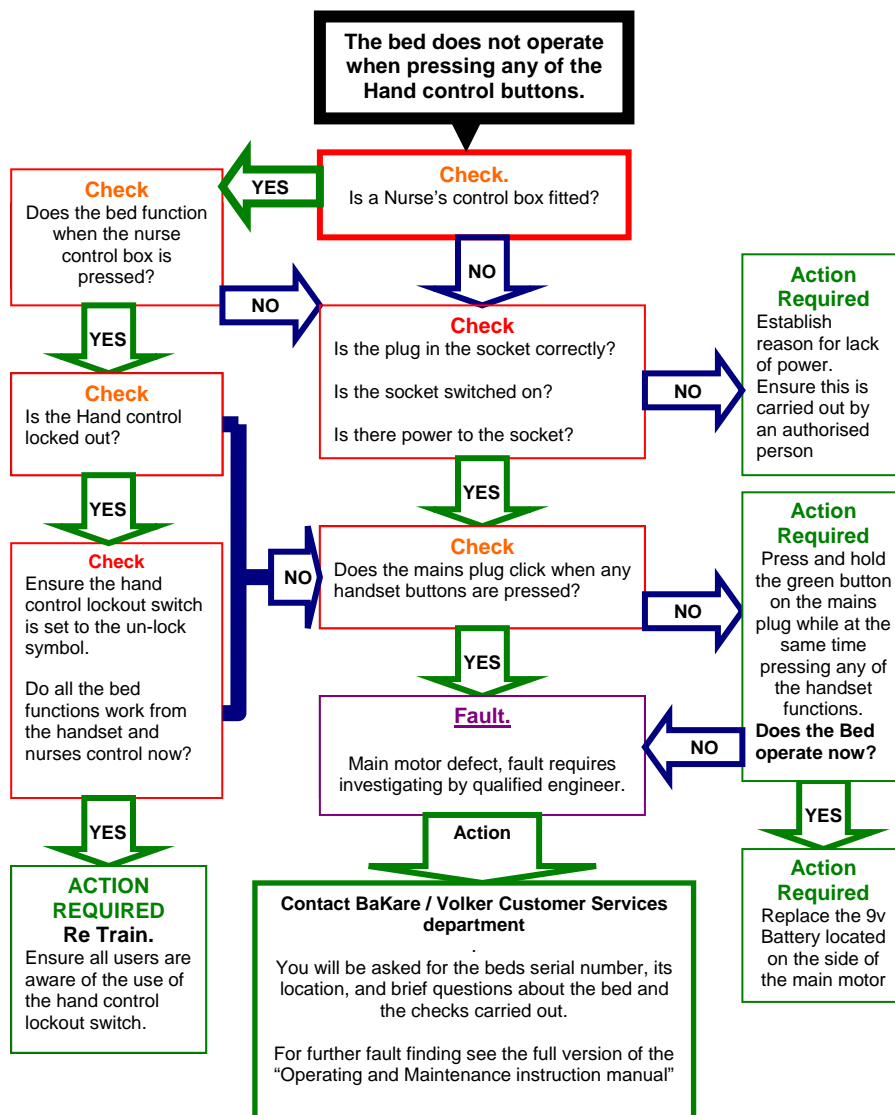 The bed does not operate
when pressing any of the
Hand control buttons.
YES
Check.
Is a Nurse’s control box fitted?
Check
Does the bed function
when the nurse
control box is
pressed?
NO
NO
YES
Check
Is the plug in the socket correctly?
Is the socket switched on?
Is there power to the socket?
NO
Action
Required
Establish
reason for lack
of power.
Ensure this is
carried out by
an authorised
person
Check
Is the Hand control
locked out?
YES
YES
Check
Ensure the hand
control lockout switch
is set to the un-lock
symbol.
Do all the bed
functions work from
the handset and
nurses control now?
NO
Check
Does the mains plug click when any
handset buttons are pressed?
NO
Action
Required
Press and hold
the green button
on the mains
plug while at the
same time
pressing any of
the handset
functions.
Does the Bed
operate now?
YES
Fault.
Main motor defect, fault requires
investigating by qualified engineer.
NO
YES
YES
Action
ACTION
REQUIRED
Re Train.
Ensure all users are
aware of the use of
the hand control
lockout switch.
Contact BaKare / Volker Customer Services
department
.
You will be asked for the beds serial number, its
location, and brief questions about the bed and
the checks carried out.
For further fault finding see the full version of the
“Operating and Maintenance instruction manual”
Action
Required
Replace the 9v
Battery located
on the side of
the main motor